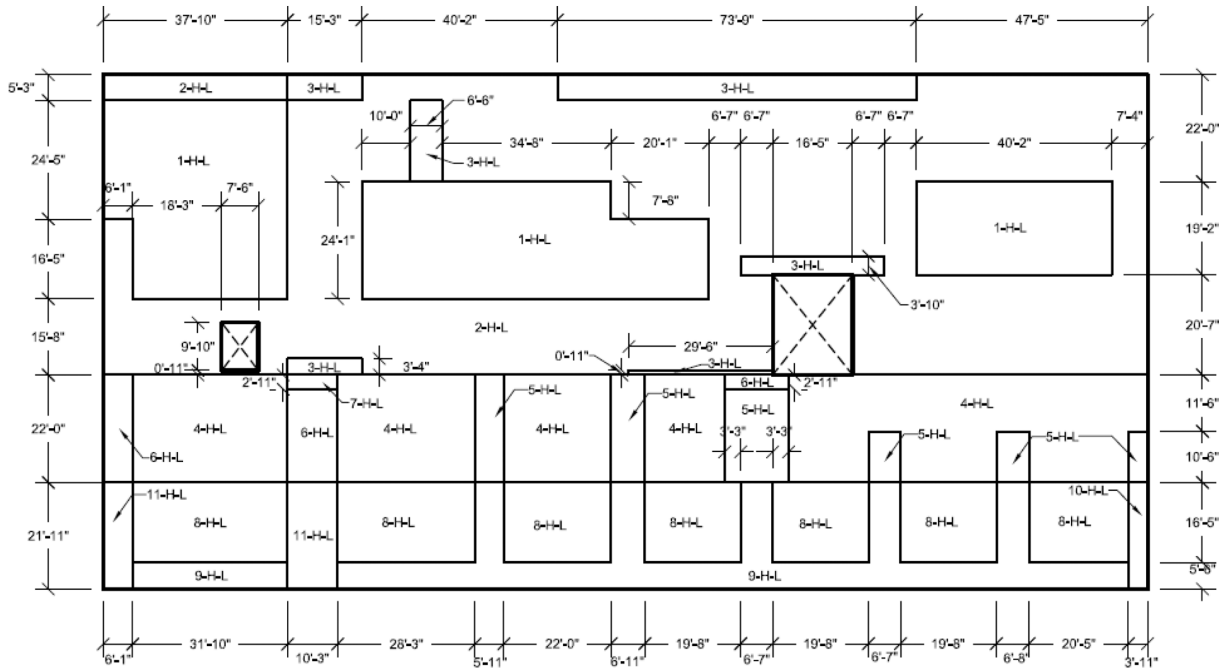 37'-10" 15'-3" 40'-2" 73'-9" 47'-5"
5'-3" 2-H-L 3-H-L 3-H-L
10'-0" 6'-6" 6'-7" 6'-7" 6'-7" 6'-7" 7'-4" 22'-0"
34'-8" 20'-1" 16'-5" 40'-2"
24'-5" 1-H-L 3-H-L
6'-1" 7'-6"
18'-3" 7'-8" 19'-2"
24'-1" 1-H-L 1-H-L
16'-5" 3-H-L
3'-10"
2-H-L
15'-8" 9'-10" 29'-6" 20'-7"
0'-11" 3-H-L 3'-4" 0'-11" 3-H-L
2'-11" 7-H-L 5-H-L 5-H-L 6-H-L 2'-11"
4-H-L 11'-6"
5-H-L
22'-0" 4-H-L 6-H-L 4-H-L 4-H-L 4-H-L 3'-3" 3'-3" 5-H-L 5-H-L
6-H-L 10'-6"
11-H-L 10-H-L
8-H-L 8-H-L 8-H-L 8-H-L 8-H-L 8-H-L 8-H-L 16'-5"
21'-11" 11-H-L
9-H-L 9-H-L 5'-6"
31'-10" 10'-3" 28'-3" 22'-0" 19'-8" 19'-8" 19'-8" 20'-5"
6'-1" 5'-11" 6'-11" 6'-7" 6'-7" 6'-8" 3'-11"